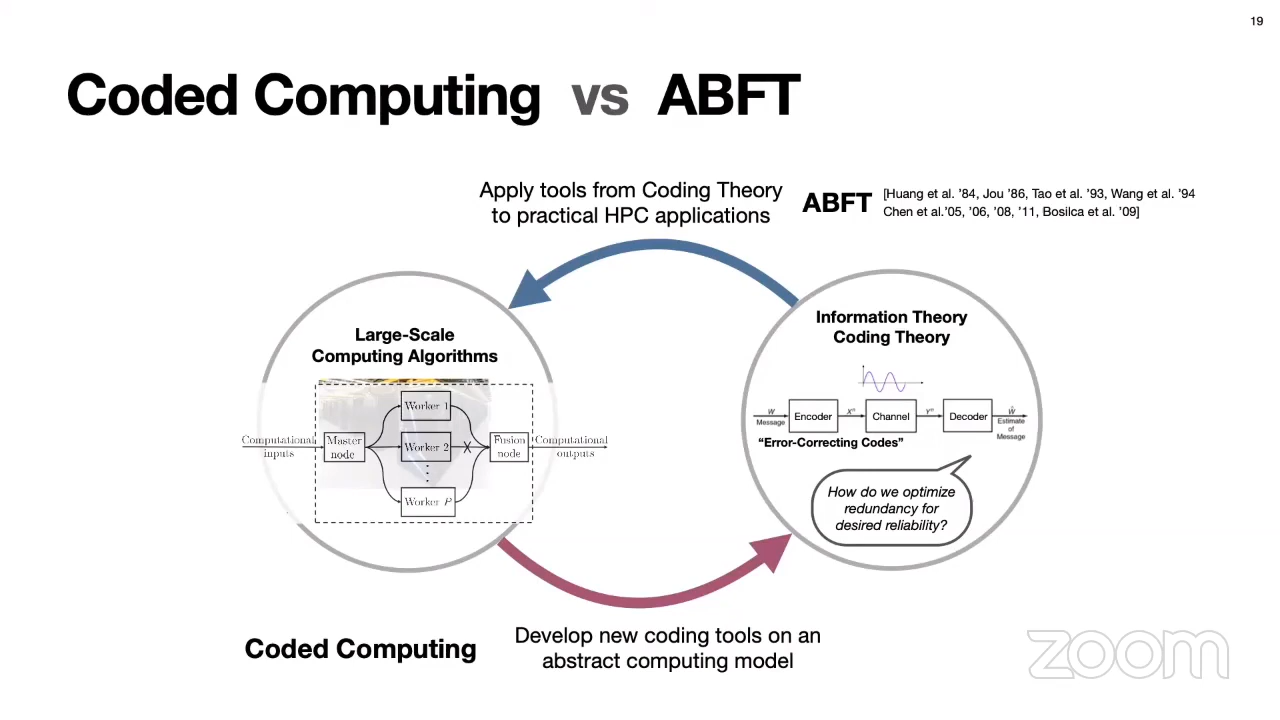 19
Coded Computing vs ABFT
Apply tools from Coding Theory
to practical HPC applications
ABFT
[Huang et al. ’84, Jou ’86, Tao et al. ’93, Wang et al. ’94
Chen et al.’05, ’06, ’08, ’11, Bosilca et al. ’09]
Large-Scale
Computing Algorithms
Computational
inputs
Master
node
Worker 1
Worker 2
Worker P
Fusion
node
Computational
outputs
Information Theory
Coding Theory
W
Message
Encoder
Xⁿ
Channel
Yⁿ
Decoder
Ŵ
Estimate
of
Message
“Error-Correcting Codes”
How do we optimize
redundancy for
desired reliability?
Coded Computing
Develop new coding tools on an
abstract computing model
zoom